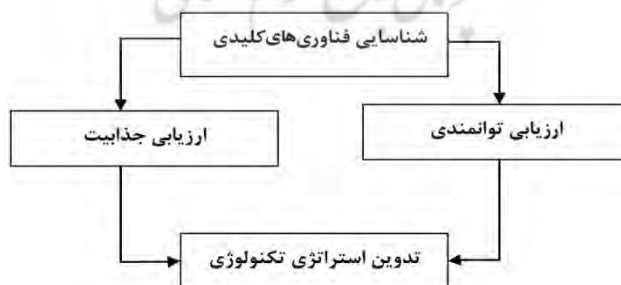 شناسایی فناوری‌های‌کلیدی
ارزیابی توانمندی
ارزیابی جذابیت
تدوین استراتژی تکنولوژی